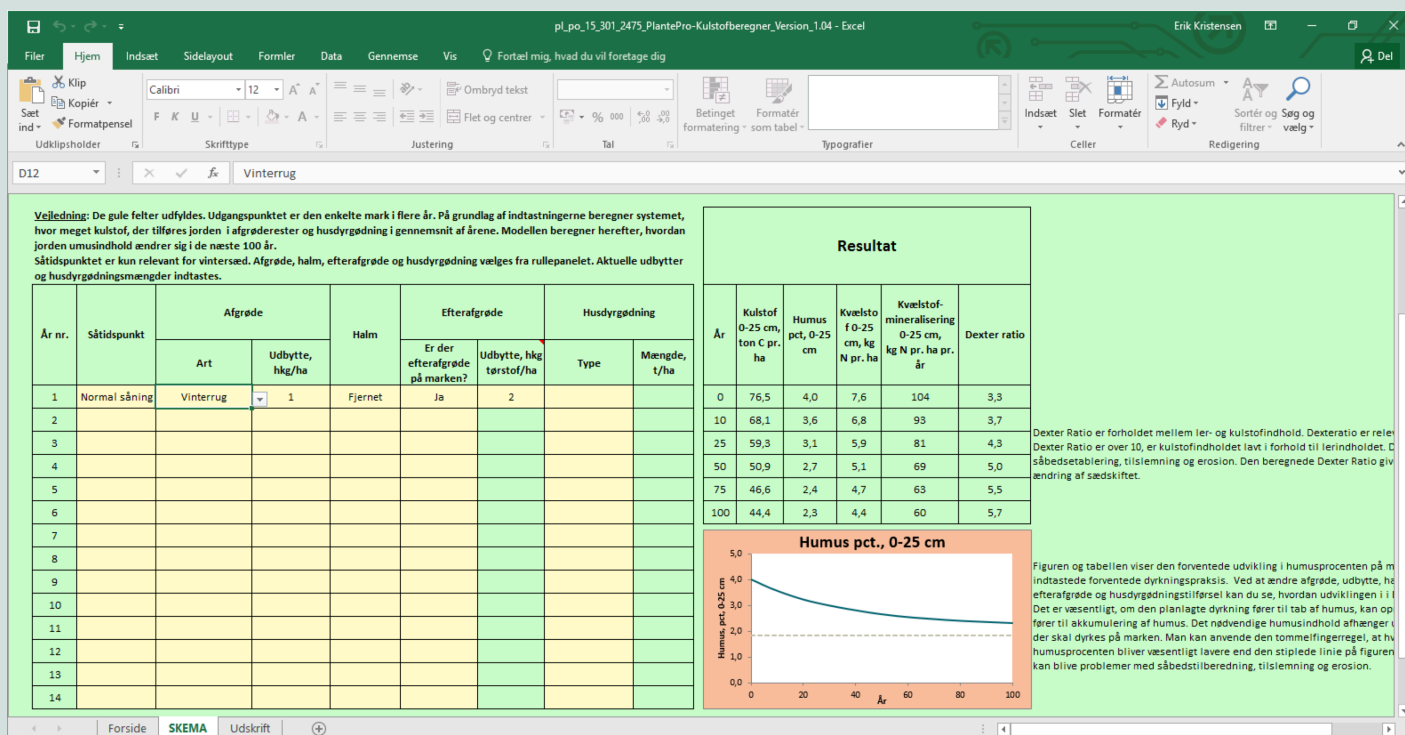 pl_po_15_301_2475_PlantePro-Kulstofberegner_Version_1.04 - Excel
Erik Kristensen
Filer Hjem Indsæt Sidelayout Formler Data Gennemse Vis Fortæl mig, hvad du vil foretage dig
Del
Sæt ind
Klip
Kopiér
Formatpensel
Udklipsholder
Calibri 12
F K U
Skrifttype
Ombryd tekst
Flet og centrer
Justering
% 000
Tal
Betinget formatering
Formatér som tabel
Typografier
Indsæt Slet Formatér
Celler
Autosum
Fyld
Ryd
Sortér og filtrer
Søg og vælg
Redigering
D12 fx Vinterrug
Vejledning: De gule felter udfyldes. Udgangspunktet er den enkelte mark i flere år. På grundlag af indtastningerne beregner systemet,
hvor meget kulstof, der tilføres jorden i afgrøderester og husdyrgødning i gennemsnit af årene. Modellen beregner herefter, hvordan
jorden umusindhold ændrer sig i de næste 100 år.
Såtidspunktet er kun relevant for vintersæd. Afgrøde, halm, efterafgrøde og husdyrgødning vælges fra rullepanelet. Aktuelle udbytter
og husdyrgødningsmængder indtastes.
År nr. Såtidspunkt Afgrøde Halm Efterafgrøde Husdyrgødning
Art Udbytte, hkg/ha Er der efterafgrøde på marken? Udbytte, hkg tørstof/ha Type Mængde, t/ha
1 Normal såning Vinterrug 1 Fjernet Ja 2
2
3
4
5
6
7
8
9
10
11
12
13
14
Resultat
År Kulstof 0-25 cm, ton C pr. ha Humus pct, 0-25 cm Kvælsto f 0-25 cm, kg N pr. ha Kvælstof- mineralisering 0-25 cm, kg N pr. ha pr. år Dexter ratio
0 76,5 4,0 7,6 104 3,3
10 68,1 3,6 6,8 93 3,7
25 59,3 3,1 5,9 81 4,3
50 50,9 2,7 5,1 69 5,0
75 46,6 2,4 4,7 63 5,5
100 44,4 2,3 4,4 60 5,7
Humus pct., 0-25 cm
Humus, pct, 0-25 cm
5,0
4,0
3,0
2,0
1,0
0,0
0 20 40 60 80 100
År
Dexter Ratio er forholdet mellem ler- og kulstofindhold. Dexteratio er rele
Dexter Ratio er over 10, er kulstofindholdet lavt i forhold til lerindholdet. D
såbedsetablering, tilslemning og erosion. Den beregnede Dexter Ratio giv
ændring af sædskiftet.
Figuren og tabellen viser den forventede udvikling i humusprocenten på m
indtastede forventede dyrkningspraksis. Ved at ændre afgrøde, udbytte, ha
efterafgrøde og husdyrgødningstilførsel kan du se, hvordan udviklingen i i
Det er væsentligt, om den planlagte dyrkning fører til tab af humus, kan op
fører til akkumulering af humus. Det nødvendige humusindhold afhænger
der skal dyrkes på marken. Man kan anvende den tommelfingerregel, at hv
humusprocenten bliver væsentligt lavere end den stiplede linie på figuren
kan blive problemer med såbedstilberedning, tilslemning og erosion.
Forside SKEMA Udskrift